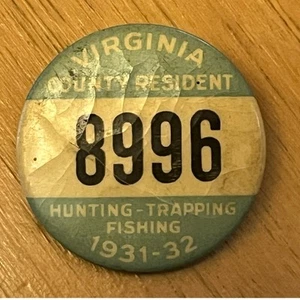 VIRGINIA
COUNTY RESIDENT
8996
HUNTING-TRAPPING
FISHING
1931-32